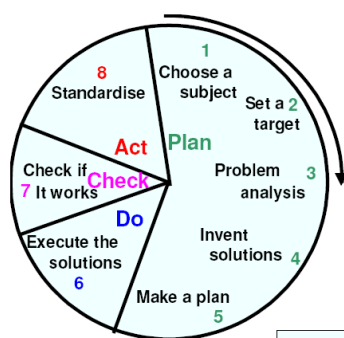 1
Choose a
subject
Set a 2
target
Plan
Problem 3
analysis
Invent
solutions 4
Make a plan
5
Do
Execute the
solutions
6
Check
Check if
7 It works
Act
8
Standardise